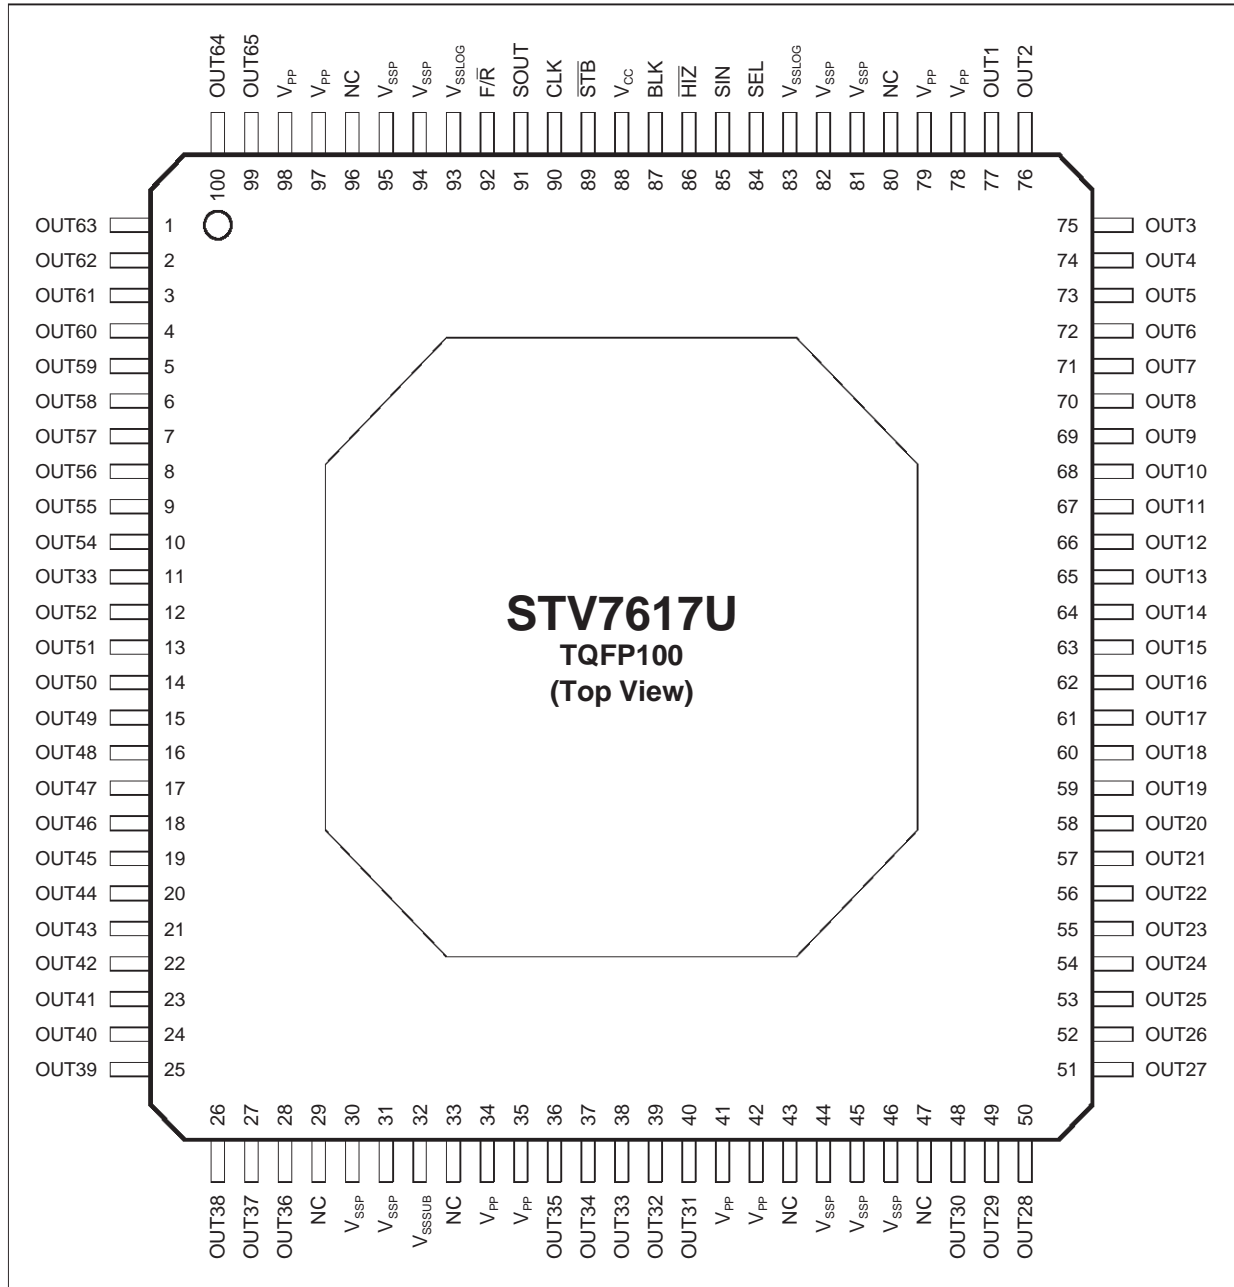 OUT64
OUT65
VPP
VPP
NC
VSSP
VSSP
VSSLOG
F/R̅
SOUT
CLK
S̅T̅B̅
VCC
BLK
H̅I̅Z̅
SIN
SEL
VSSLOG
VSSP
VSSP
NC
VPP
VPP
OUT1
OUT2
100
99
98
97
96
95
94
93
92
91
90
89
88
87
86
85
84
83
82
81
80
79
78
77
76
OUT63 1
OUT62 2
OUT61 3
OUT60 4
OUT59 5
OUT58 6
OUT57 7
OUT56 8
OUT55 9
OUT54 10
OUT33 11
OUT52 12
OUT51 13
OUT50 14
OUT49 15
OUT48 16
OUT47 17
OUT46 18
OUT45 19
OUT44 20
OUT43 21
OUT42 22
OUT41 23
OUT40 24
OUT39 25
STV7617U
TQFP100
(Top View)
75 OUT3
74 OUT4
73 OUT5
72 OUT6
71 OUT7
70 OUT8
69 OUT9
68 OUT10
67 OUT11
66 OUT12
65 OUT13
64 OUT14
63 OUT15
62 OUT16
61 OUT17
60 OUT18
59 OUT19
58 OUT20
57 OUT21
56 OUT22
55 OUT23
54 OUT24
53 OUT25
52 OUT26
51 OUT27
26
27
28
29
30
31
32
33
34
35
36
37
38
39
40
41
42
43
44
45
46
47
48
49
50
OUT38
OUT37
OUT36
NC
VSSP
VSSP
VSSSUB
NC
VPP
VPP
OUT35
OUT34
OUT33
OUT32
OUT31
VPP
VPP
NC
VSSP
VSSP
VSSP
NC
OUT30
OUT29
OUT28